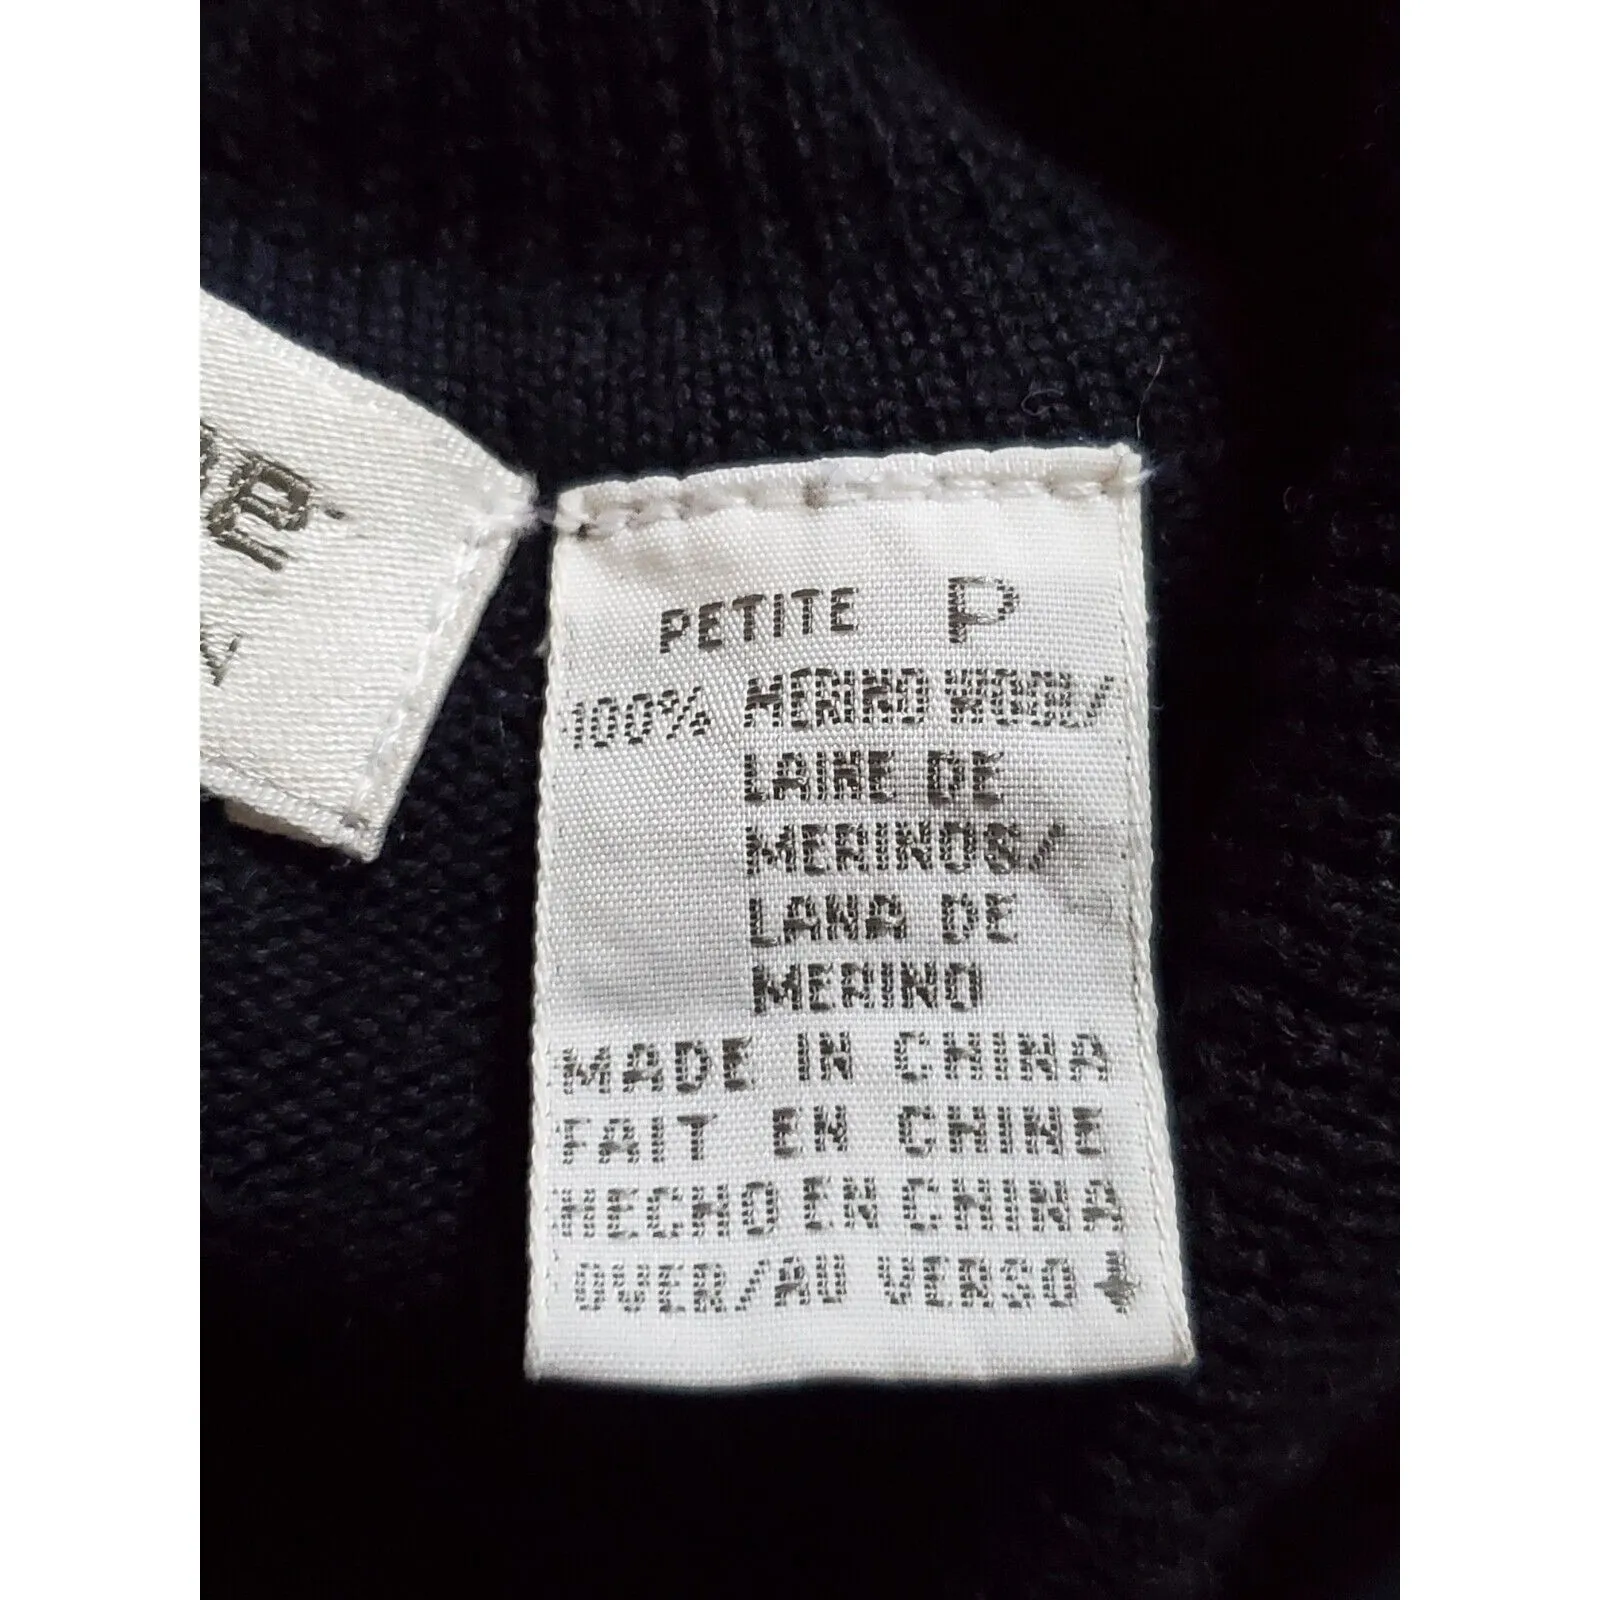 PETITE P
100% MERINO WOOL/
LAINE DE
MERINOS/
LANA DE
MERINO
MADE IN CHINA
FAIT EN CHINE
HECHO EN CHINA
OVER/AU VERSO